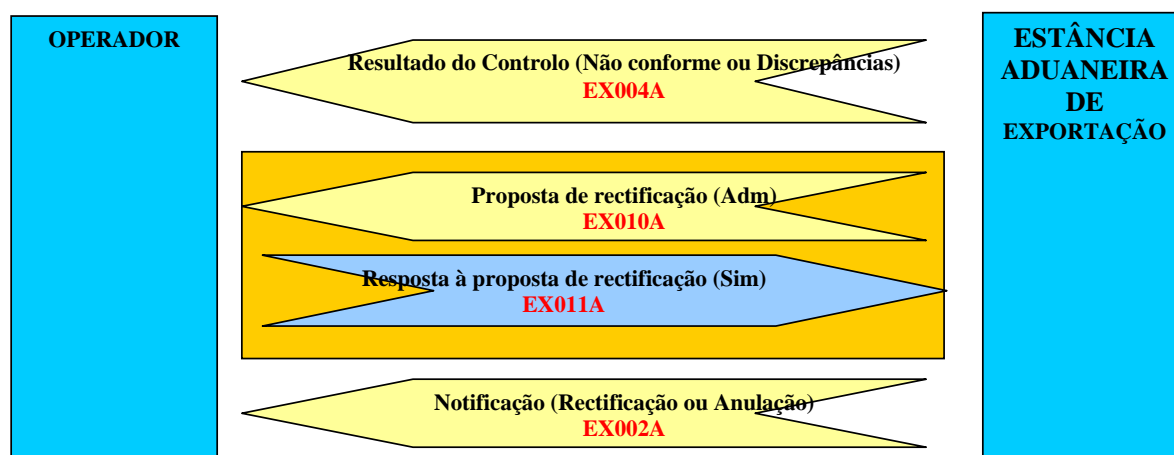 OPERADOR
Resultado do Controlo (Não conforme ou Discrepâncias)
EX004A
Proposta de rectificação (Adm)
EX010A
Resposta à proposta de rectificação (Sim)
EX011A
Notificação (Rectificação ou Anulação)
EX002A
ESTÂNCIA
ADUANEIRA
DE
EXPORTAÇÃO